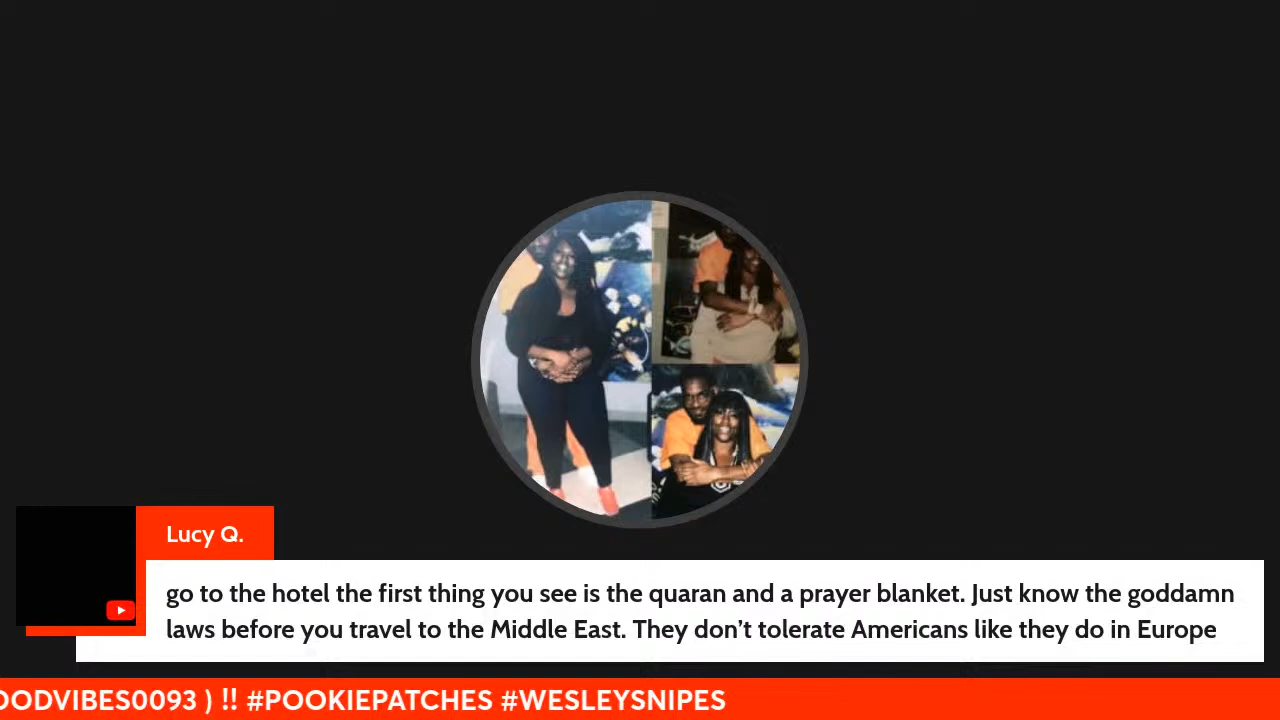 Lucy Q.
go to the hotel the first thing you see is the quaran and a prayer blanket. Just know the goddamn
laws before you travel to the Middle East. They don’t tolerate Americans like they do in Europe
OODVIBES0093 ) !! #POOKIEPATCHES #WESLEYSNIPES